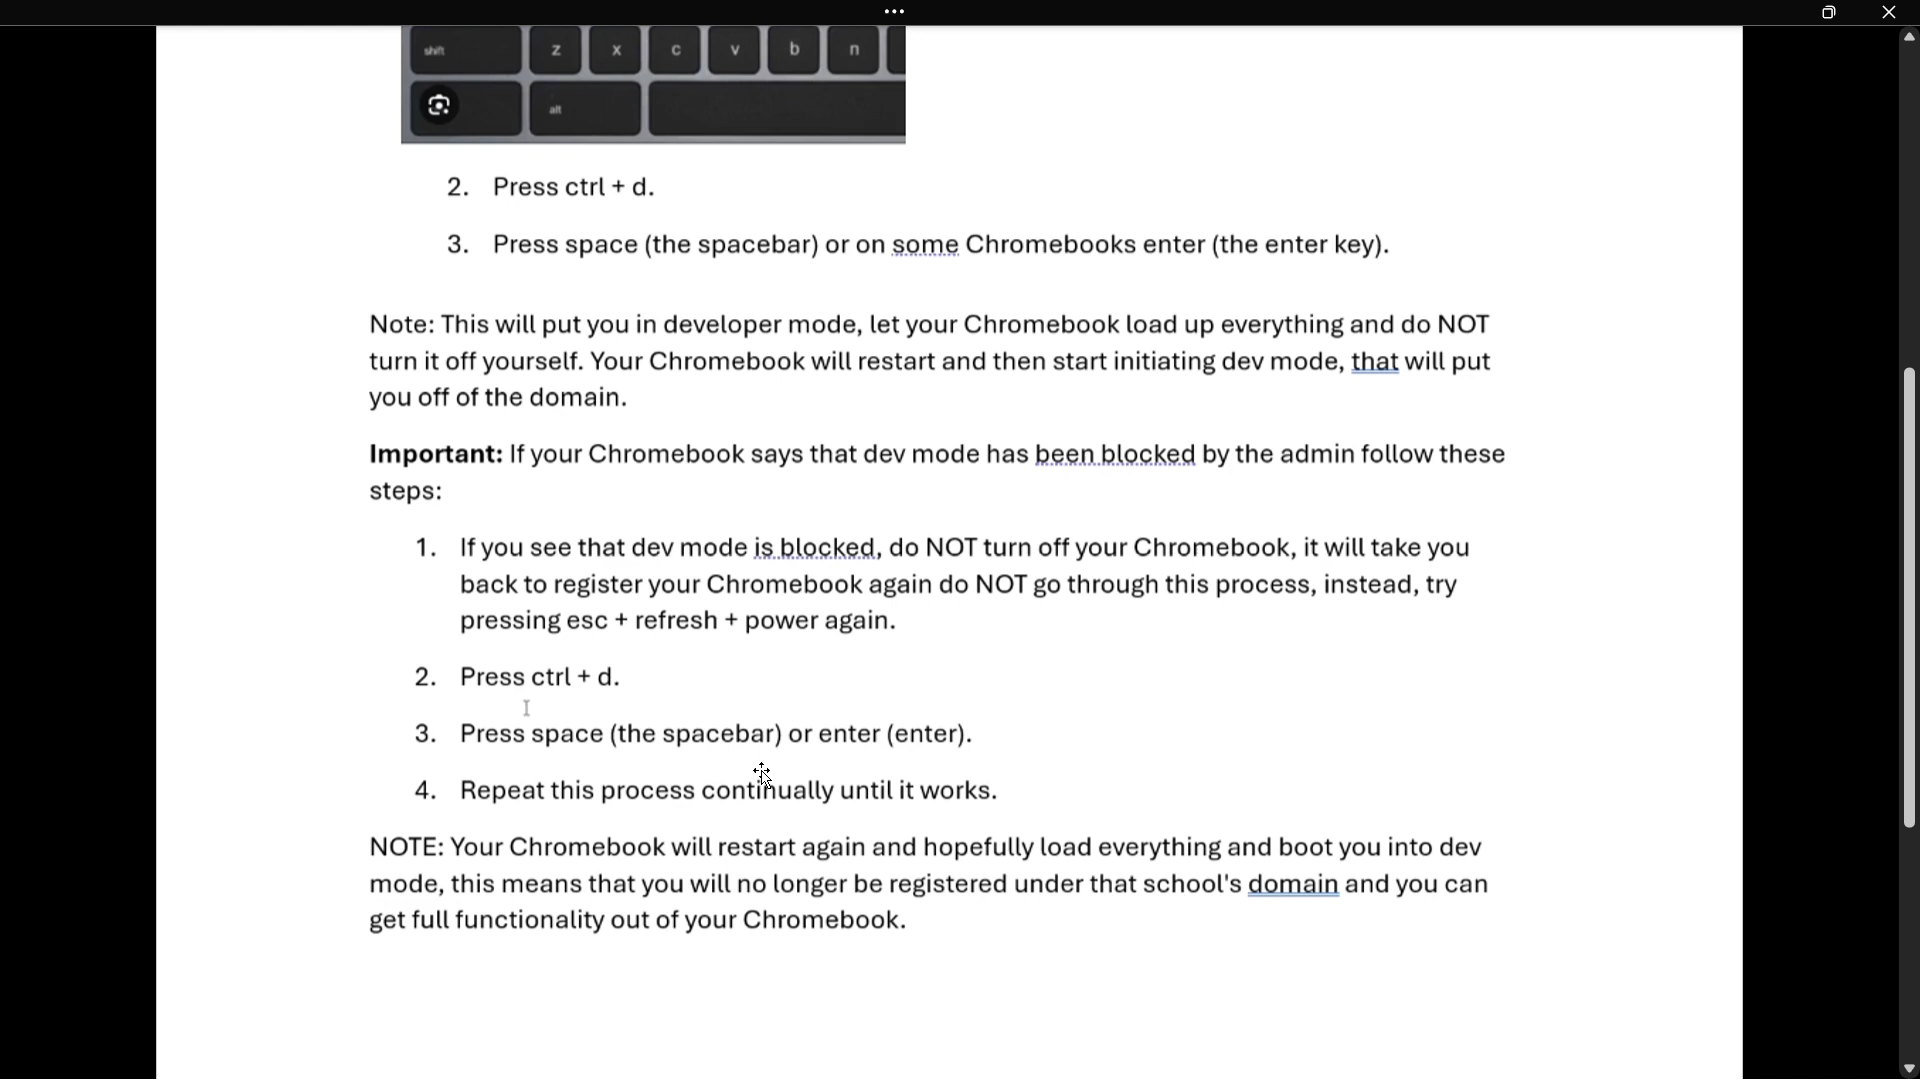 shift z x c v b n
alt
2. Press ctrl + d.
3. Press space (the spacebar) or on some Chromebooks enter (the enter key).
Note: This will put you in developer mode, let your Chromebook load up everything and do NOT
turn it off yourself. Your Chromebook will restart and then start initiating dev mode, that will put
you off of the domain.
Important: If your Chromebook says that dev mode has been blocked by the admin follow these
steps:
1. If you see that dev mode is blocked, do NOT turn off your Chromebook, it will take you
back to register your Chromebook again do NOT go through this process, instead, try
pressing esc + refresh + power again.
2. Press ctrl + d.
3. Press space (the spacebar) or enter (enter).
4. Repeat this process continually until it works.
NOTE: Your Chromebook will restart again and hopefully load everything and boot you into dev
mode, this means that you will no longer be registered under that school's domain and you can
get full functionality out of your Chromebook.